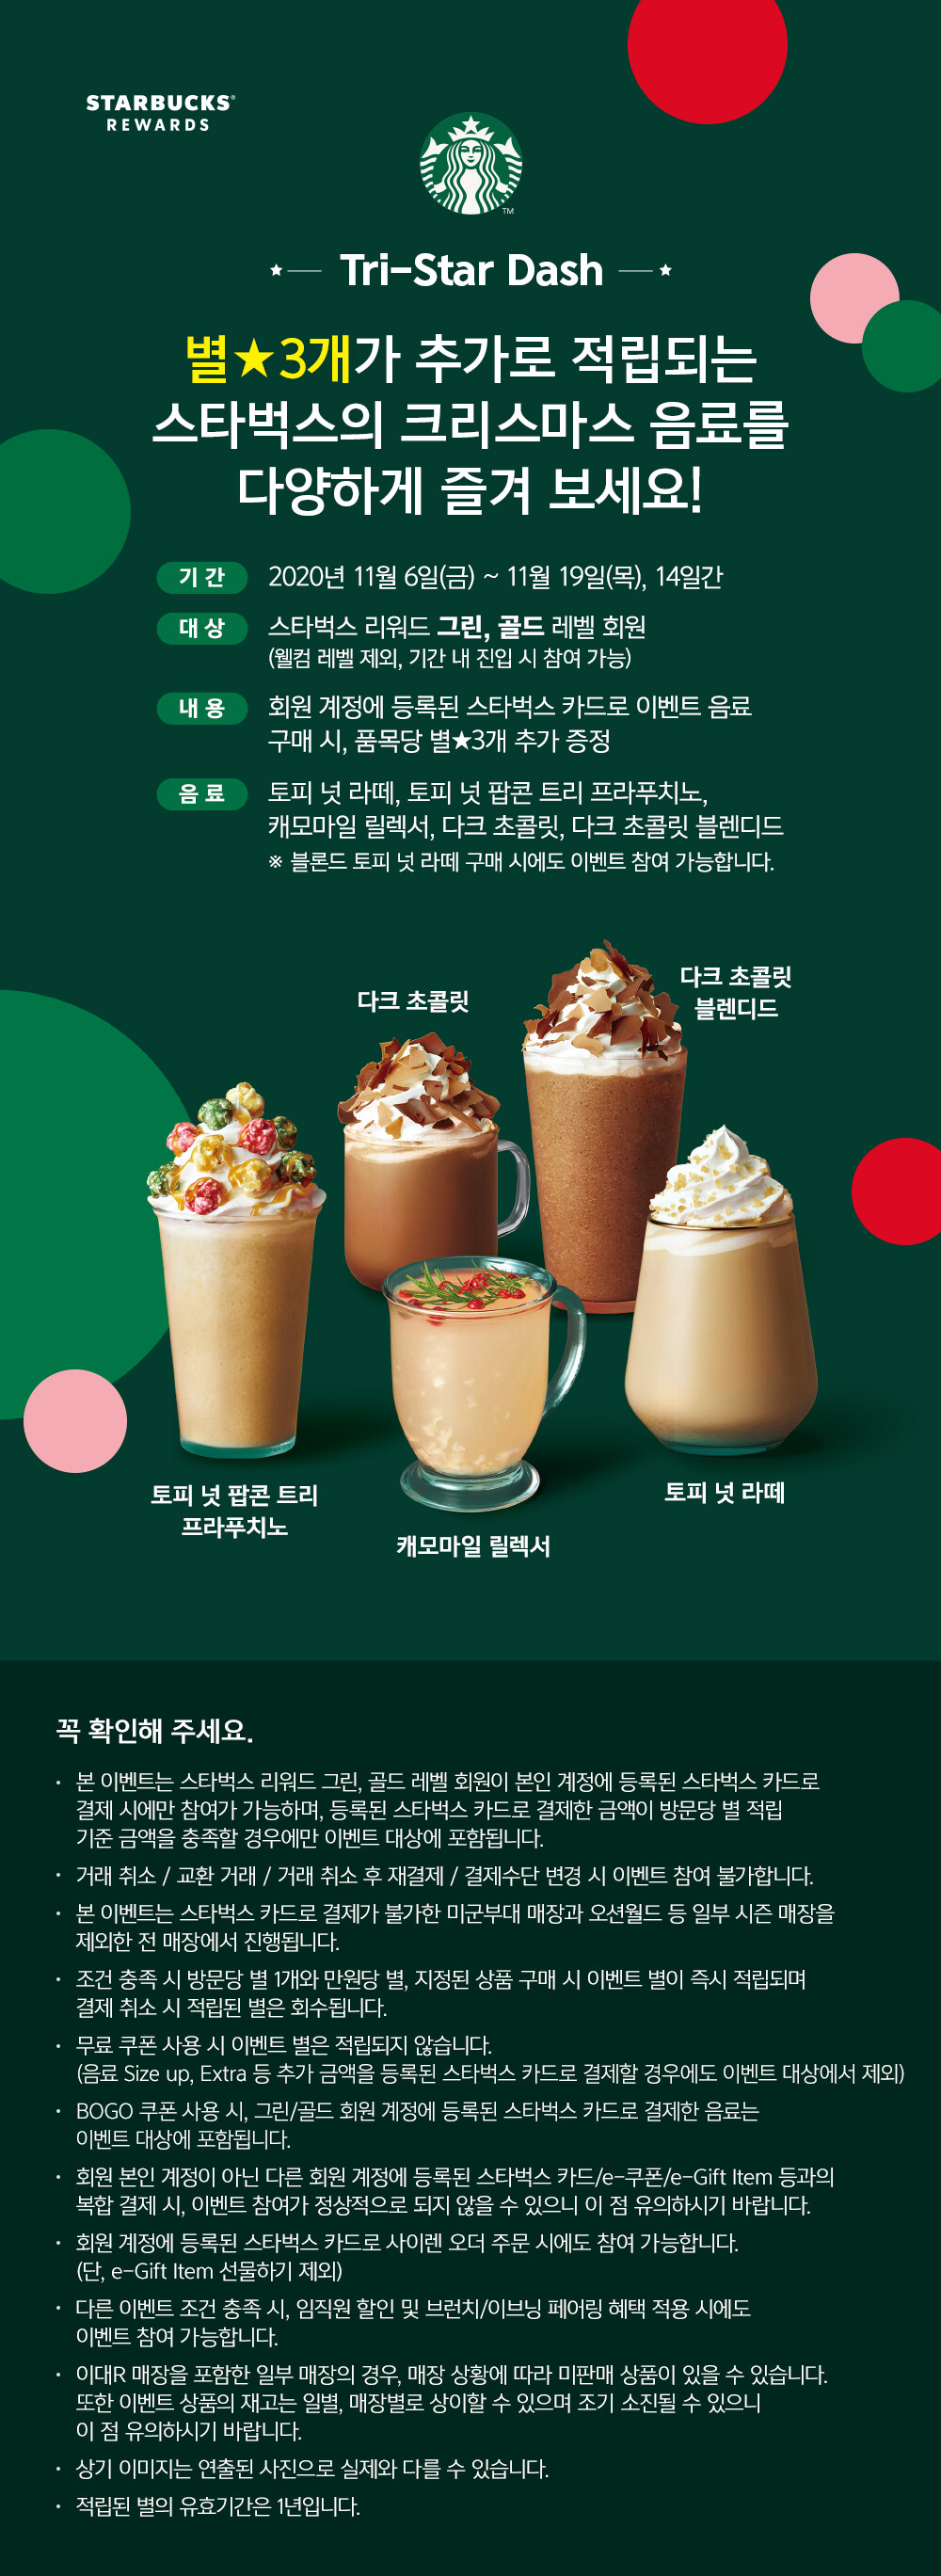 STARBUCKS®
REWARDS
TM
★ Tri-Star Dash ★
별★3개가 추가로 적립되는
스타벅스의 크리스마스 음료를
다양하게 즐겨 보세요!
기 간 2020년 11월 6일(금) ~ 11월 19일(목), 14일간
대 상 스타벅스 리워드 그린, 골드 레벨 회원
(웰컴 레벨 제외, 기간 내 진입 시 참여 가능)
내 용 회원 계정에 등록된 스타벅스 카드로 이벤트 음료
구매 시, 품목당 별★3개 추가 증정
음 료 토피 넛 라떼, 토피 넛 팝콘 트리 프라푸치노,
캐모마일 릴렉서, 다크 초콜릿, 다크 초콜릿 블렌디드
※ 블론드 토피 넛 라떼 구매 시에도 이벤트 참여 가능합니다.
다크 초콜릿
다크 초콜릿
블렌디드
토피 넛 팝콘 트리
프라푸치노
캐모마일 릴렉서
토피 넛 라떼
꼭 확인해 주세요.
· 본 이벤트는 스타벅스 리워드 그린, 골드 레벨 회원이 본인 계정에 등록된 스타벅스 카드로
결제 시에만 참여가 가능하며, 등록된 스타벅스 카드로 결제한 금액이 방문당 별 적립
기준 금액을 충족할 경우에만 이벤트 대상에 포함됩니다.
· 거래 취소 / 교환 거래 / 거래 취소 후 재결제 / 결제수단 변경 시 이벤트 참여 불가합니다.
· 본 이벤트는 스타벅스 카드로 결제가 불가한 미군부대 매장과 오션월드 등 일부 시즌 매장을
제외한 전 매장에서 진행됩니다.
· 조건 충족 시 방문당 별 1개와 만원당 별, 지정된 상품 구매 시 이벤트 별이 즉시 적립되며
결제 취소 시 적립된 별은 회수됩니다.
· 무료 쿠폰 사용 시 이벤트 별은 적립되지 않습니다.
(음료 Size up, Extra 등 추가 금액을 등록된 스타벅스 카드로 결제할 경우에도 이벤트 대상에서 제외)
· BOGO 쿠폰 사용 시, 그린/골드 회원 계정에 등록된 스타벅스 카드로 결제한 음료는
이벤트 대상에 포함됩니다.
· 회원 본인 계정이 아닌 다른 회원 계정에 등록된 스타벅스 카드/e-쿠폰/e-Gift Item 등과의
복합 결제 시, 이벤트 참여가 정상적으로 되지 않을 수 있으니 이 점 유의하시기 바랍니다.
· 회원 계정에 등록된 스타벅스 카드로 사이렌 오더 주문 시에도 참여 가능합니다.
(단, e-Gift Item 선물하기 제외)
· 다른 이벤트 조건 충족 시, 임직원 할인 및 브런치/이브닝 페어링 혜택 적용 시에도
이벤트 참여 가능합니다.
· 이대R 매장을 포함한 일부 매장의 경우, 매장 상황에 따라 미판매 상품이 있을 수 있습니다.
또한 이벤트 상품의 재고는 일별, 매장별로 상이할 수 있으며 조기 소진될 수 있으니
이 점 유의하시기 바랍니다.
· 상기 이미지는 연출된 사진으로 실제와 다를 수 있습니다.
· 적립된 별의 유효기간은 1년입니다.